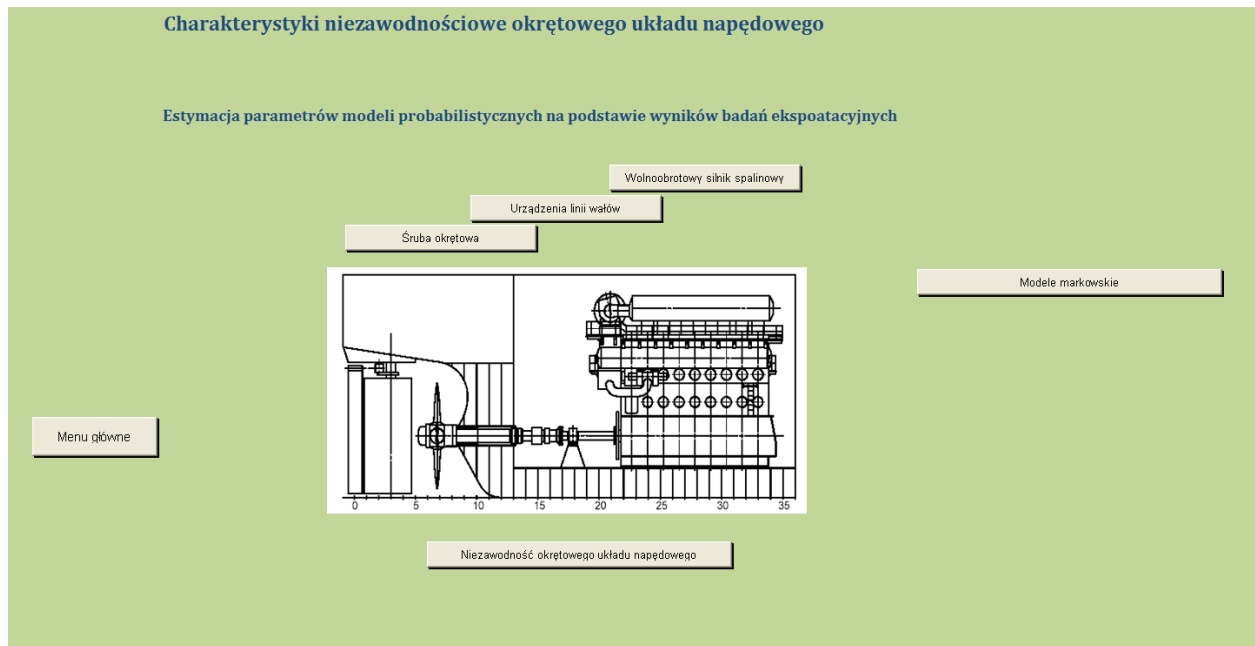 Charakterystyki niezawodnościowe okrętowego układu napędowego
Estymacja parametrów modeli probabilistycznych na podstawie wyników badań ekspoatacyjnych
Wolnoobrotowy silnik spalinowy
Urządzenia linii wałów
Śruba okrętowa
Modele markowskie
Menu główne
0 5 10 15 20 25 30 35
Niezawodność okrętowego układu napędowego